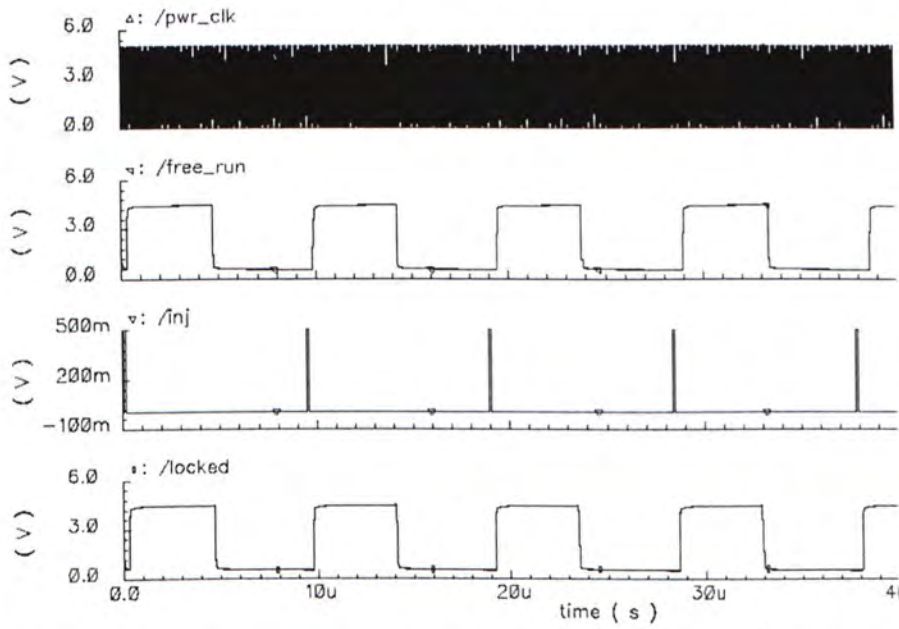 ▵: /pwr_clk
6.0
3.0
0.0
( V )
◃: /free_run
6.0
3.0
0.0
( V )
▿: /inj
500m
200m
-100m
( V )
▯: /locked
6.0
3.0
0.0
( V )
0.0 10u 20u 30u 40
time ( s )